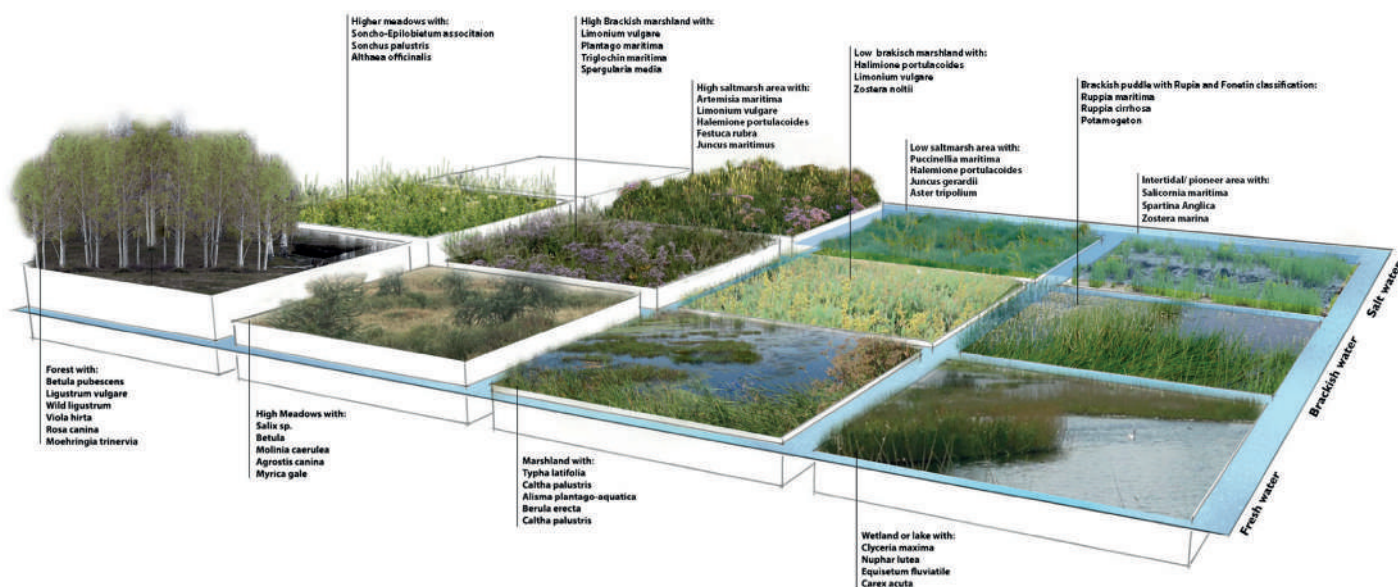 Higher meadows with:
Soncho-Epilobietum associtaion
Sonchus palustris
Althaea officinalis
High Brackish marshland with:
Limonium vulgare
Plantago maritima
Triglochin maritima
Spergularia media
High saltmarsh area with:
Artemisia maritima
Limonium vulgare
Halemione portulacoides
Festuca rubra
Juncus maritimus
Low brakisch marshland with:
Halimione portulacoides
Limonium vulgare
Zostera noltii
Low saltmarsh area with:
Puccinellia maritima
Halemione portulacoides
Juncus gerardii
Aster tripolium
Brackish puddle with Rupia and Fonetin classification:
Ruppia maritima
Ruppia cirrhosa
Potamogeton
Intertidal/ pioneer area with:
Salicornia maritima
Spartina Anglica
Zostera marina
Salt water
Brackish water
Fresh water
Forest with:
Betula pubescens
Ligustrum vulgare
Wild ligustrum
Viola hirta
Rosa canina
Moehringia trinervia
High Meadows with:
Salix sp.
Betula
Molinia caerulea
Agrostis canina
Myrica gale
Marshland with:
Typha latifolia
Caltha palustris
Alisma plantago-aquatica
Berula erecta
Caltha palustris
Wetland or lake with:
Clyceria maxima
Nuphar lutea
Equisetum fluviatile
Carex acuta